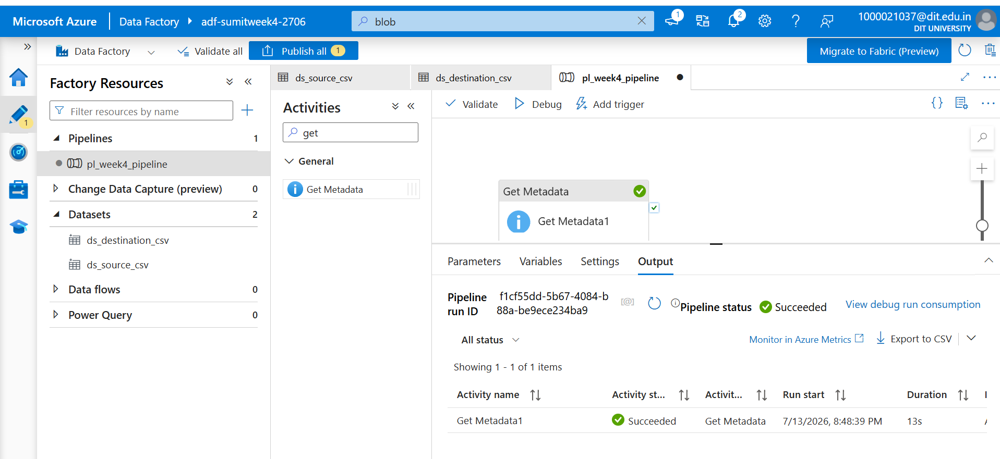 Microsoft Azure
Data Factory
adf-sumitweek4-2706
blob
1
2
1000021037@dit.edu.in
DIT UNIVERSITY
Data Factory
Validate all
Publish all
1
Migrate to Fabric (Preview)
1
Factory Resources
Filter resources by name
Pipelines
1
pl_week4_pipeline
Change Data Capture (preview)
0
Datasets
2
ds_destination_csv
ds_source_csv
Data flows
0
Power Query
0
ds_source_csv
ds_destination_csv
pl_week4_pipeline
Activities
get
General
Get Metadata
Validate
Debug
Add trigger
Get Metadata
Get Metadata1
Parameters
Variables
Settings
Output
Pipeline
run ID
f1cf55dd-5b67-4084-b
88a-be9ece234ba9
[@]
Pipeline status
Succeeded
View debug run consumption
All status
Monitor in Azure Metrics
Export to CSV
Showing 1 - 1 of 1 items
Activity name
Activity st...
Activit...
Run start
Duration
Get Metadata1
Succeeded
Get Metadata
7/13/2026, 8:48:39 PM
13s